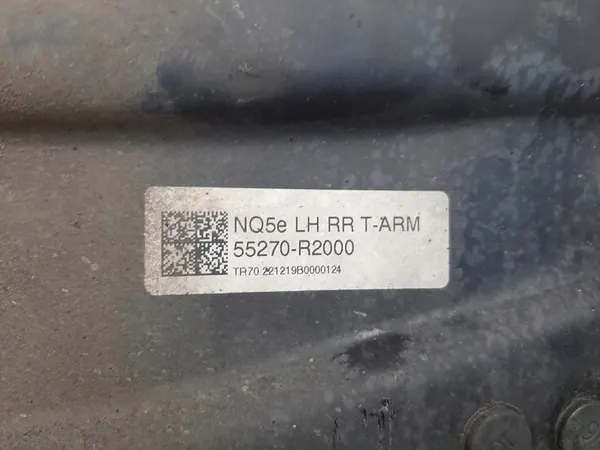 NQ5e LH RR T-ARM
55270-R2000
TR70 221219B0000124